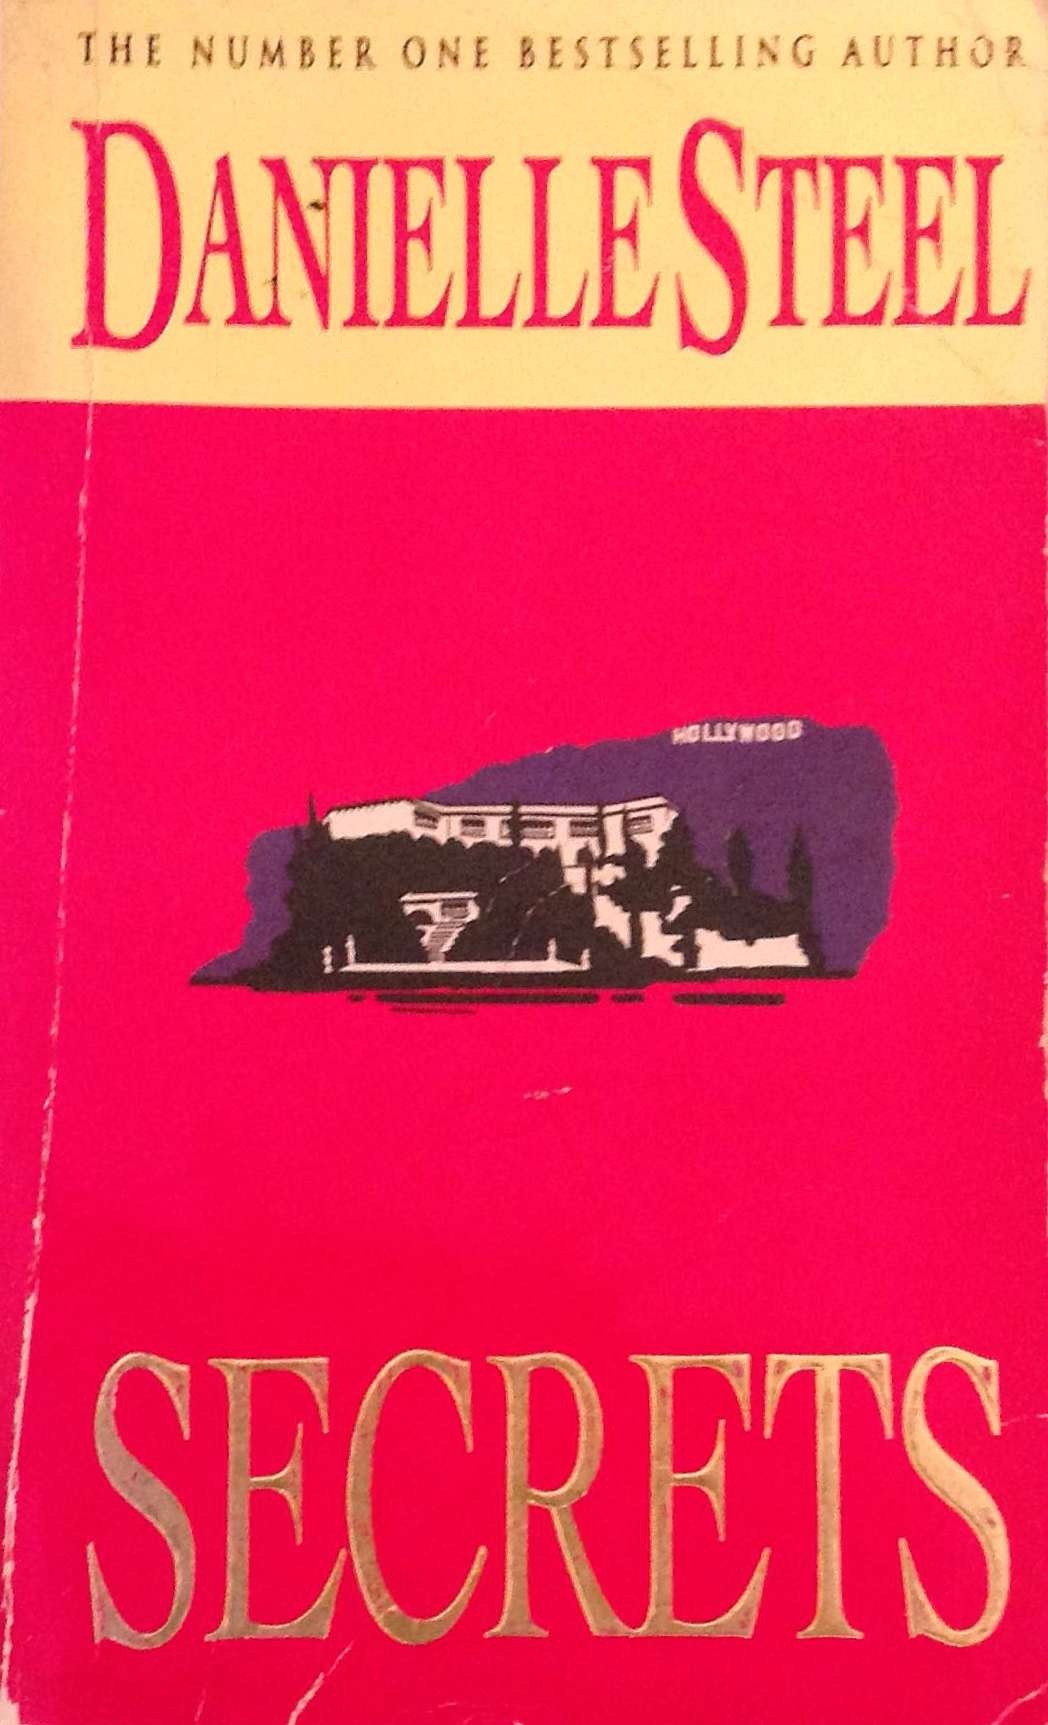 THE NUMBER ONE BESTSELLING AUTHOR
DANIELLE STEEL
HOLLYWOOD
SECRETS